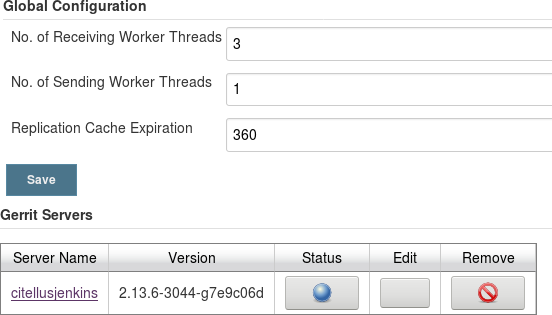 Global Configuration
No. of Receiving Worker Threads 3
No. of Sending Worker Threads 1
Replication Cache Expiration 360
Save
Gerrit Servers
Server Name Version Status Edit Remove
citellusjenkins 2.13.6-3044-g7e9c06d